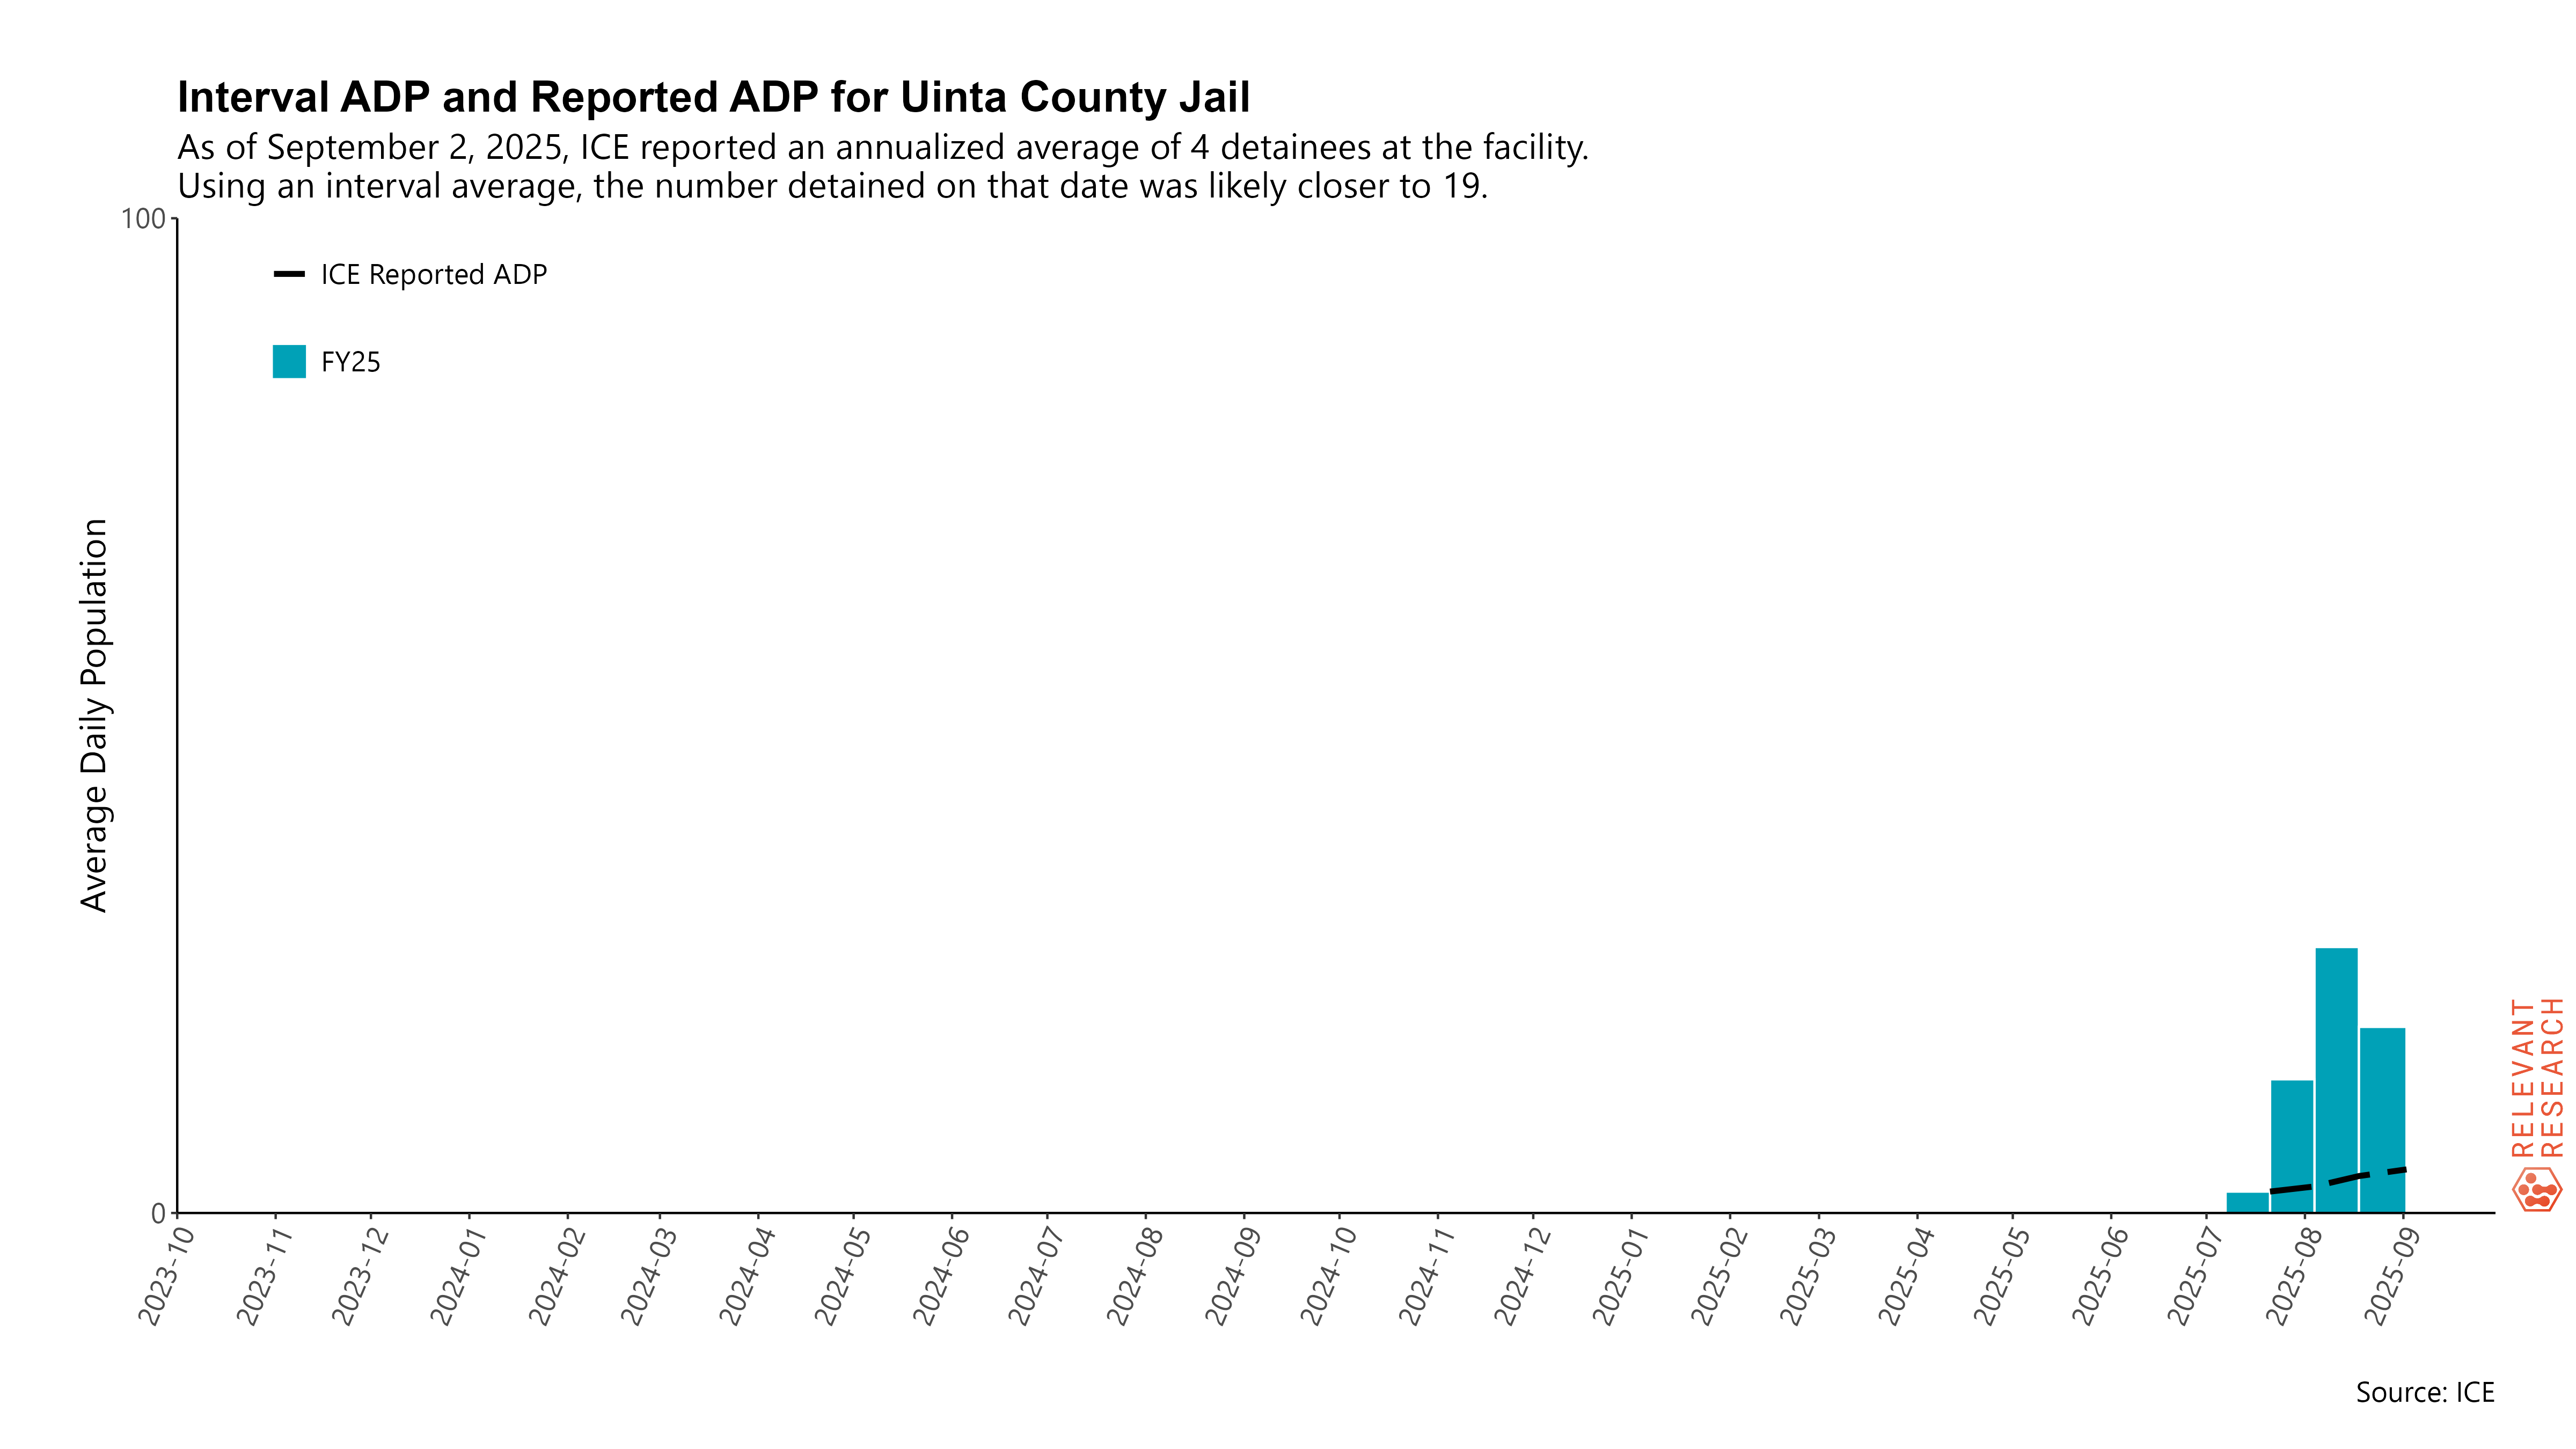 Interval ADP and Reported ADP for Uinta County Jail
As of September 2, 2025, ICE reported an annualized average of 4 detainees at the facility.
Using an interval average, the number detained on that date was likely closer to 19.
100
ICE Reported ADP
FY25
Average Daily Population
0
2023-10
2023-11
2023-12
2024-01
2024-02
2024-03
2024-04
2024-05
2024-06
2024-07
2024-08
2024-09
2024-10
2024-11
2024-12
2025-01
2025-02
2025-03
2025-04
2025-05
2025-06
2025-07
2025-08
2025-09
RELEVANT
RESEARCH
Source: ICE